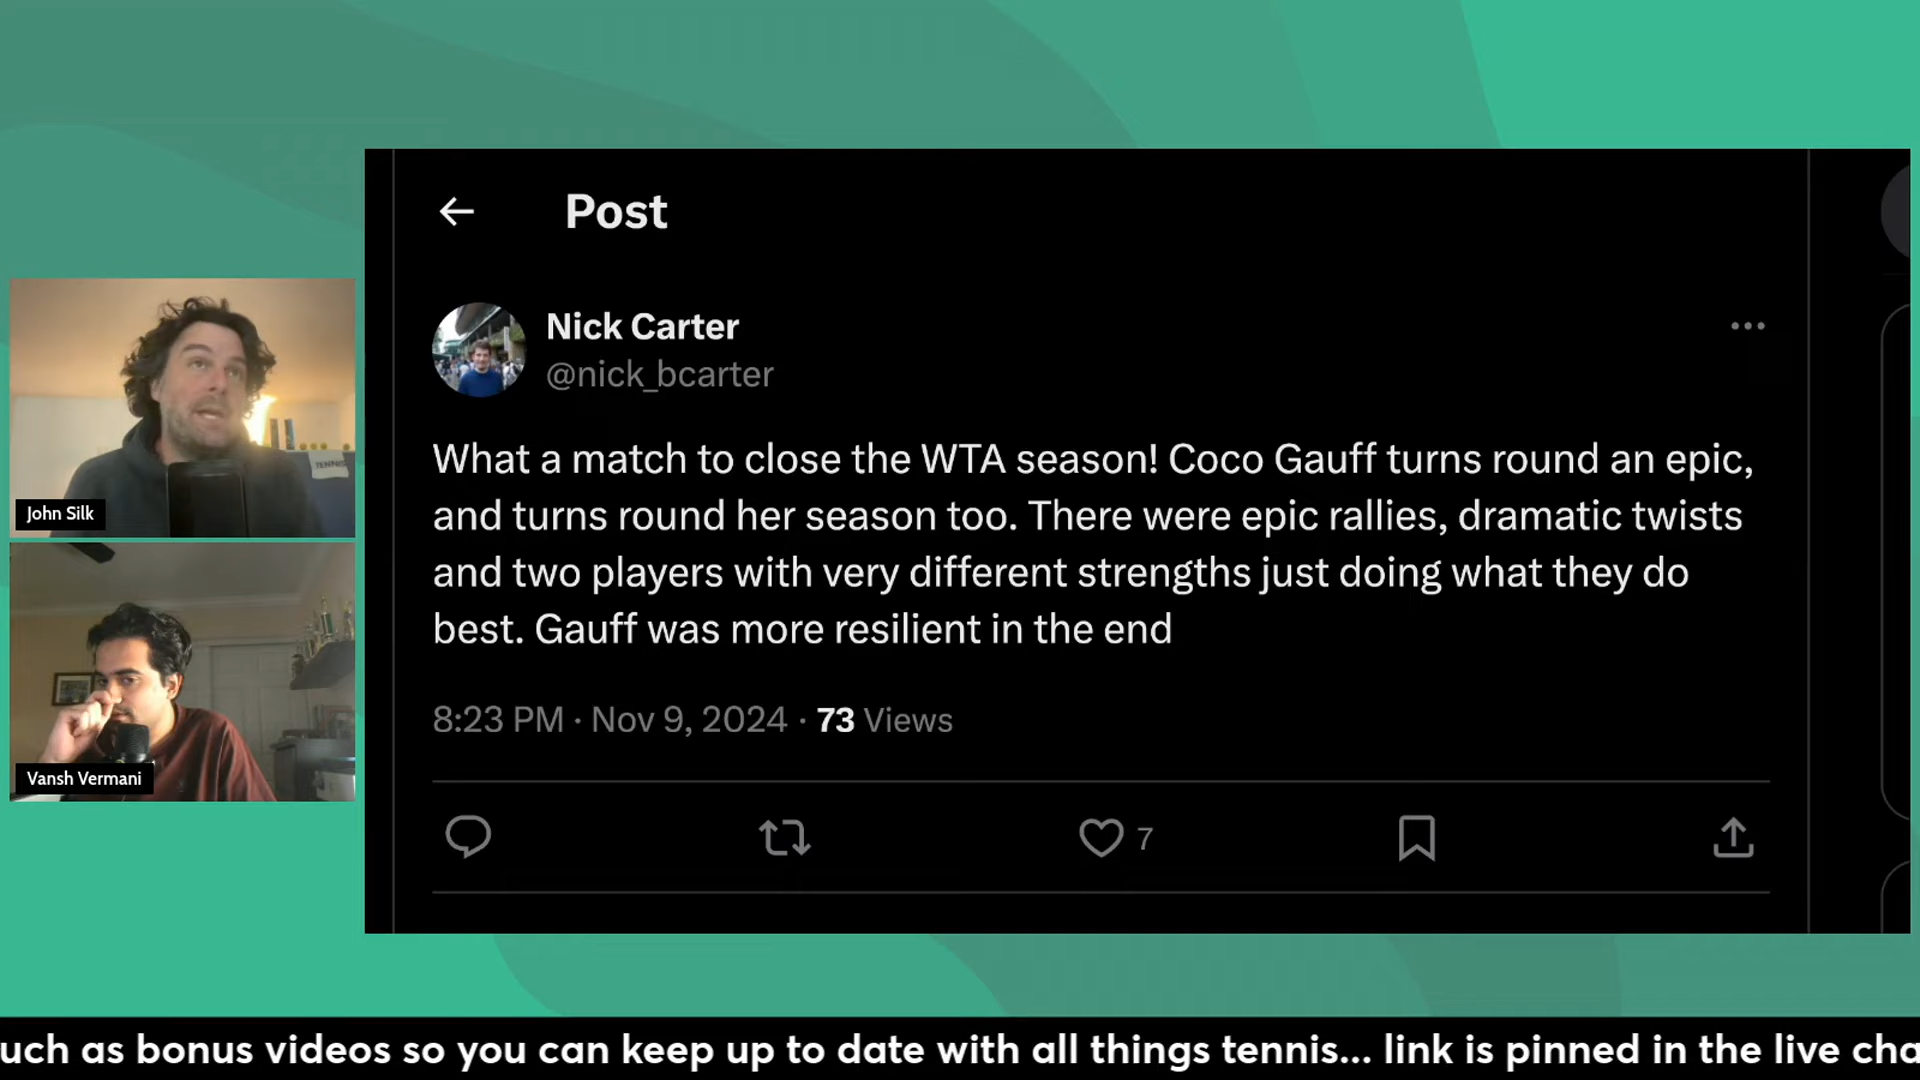 Post
Nick Carter
@nick_bcarter
What a match to close the WTA season! Coco Gauff turns round an epic,
and turns round her season too. There were epic rallies, dramatic twists
and two players with very different strengths just doing what they do
best. Gauff was more resilient in the end
8:23 PM · Nov 9, 2024 · 73 Views
7
TENNIS
John Silk
Vansh Vermani
uch as bonus videos so you can keep up to date with all things tennis... link is pinned in the live cha